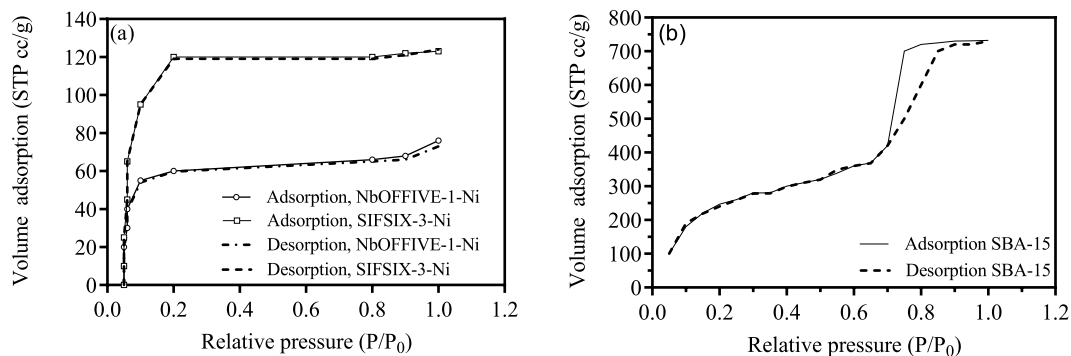 (a)
Volume adsorption (STP cc/g)
140
120
100
80
60
40
20
0
0.0 0.2 0.4 0.6 0.8 1.0 1.2
Relative pressure (P/P0)
Adsorption, NbOFFIVE-1-Ni
Adsorption, SIFSIX-3-Ni
Desorption, NbOFFIVE-1-Ni
Desorption, SIFSIX-3-Ni
(b)
Volume adsorption (STP cc/g)
800
700
600
500
400
300
200
100
0
0.0 0.2 0.4 0.6 0.8 1.0 1.2
Relative pressure (P/P0)
Adsorption SBA-15
Desorption SBA-15